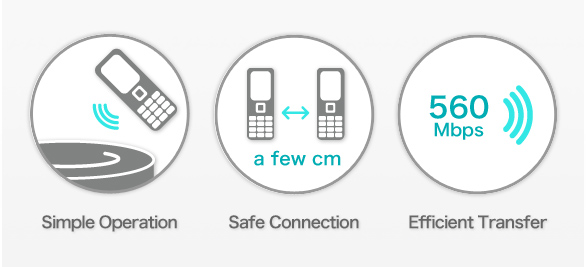 a few cm
560
Mbps
Simple Operation
Safe Connection
Efficient Transfer